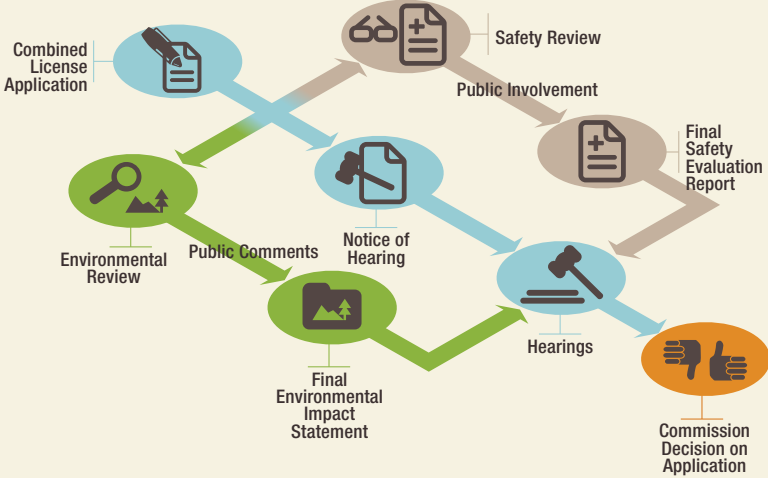 Combined
License
Application
Safety Review
Public Involvement
Final
Safety
Evaluation
Report
Environmental
Review
Public Comments
Notice of
Hearing
Final
Environmental
Impact
Statement
Hearings
Commission
Decision on
Application